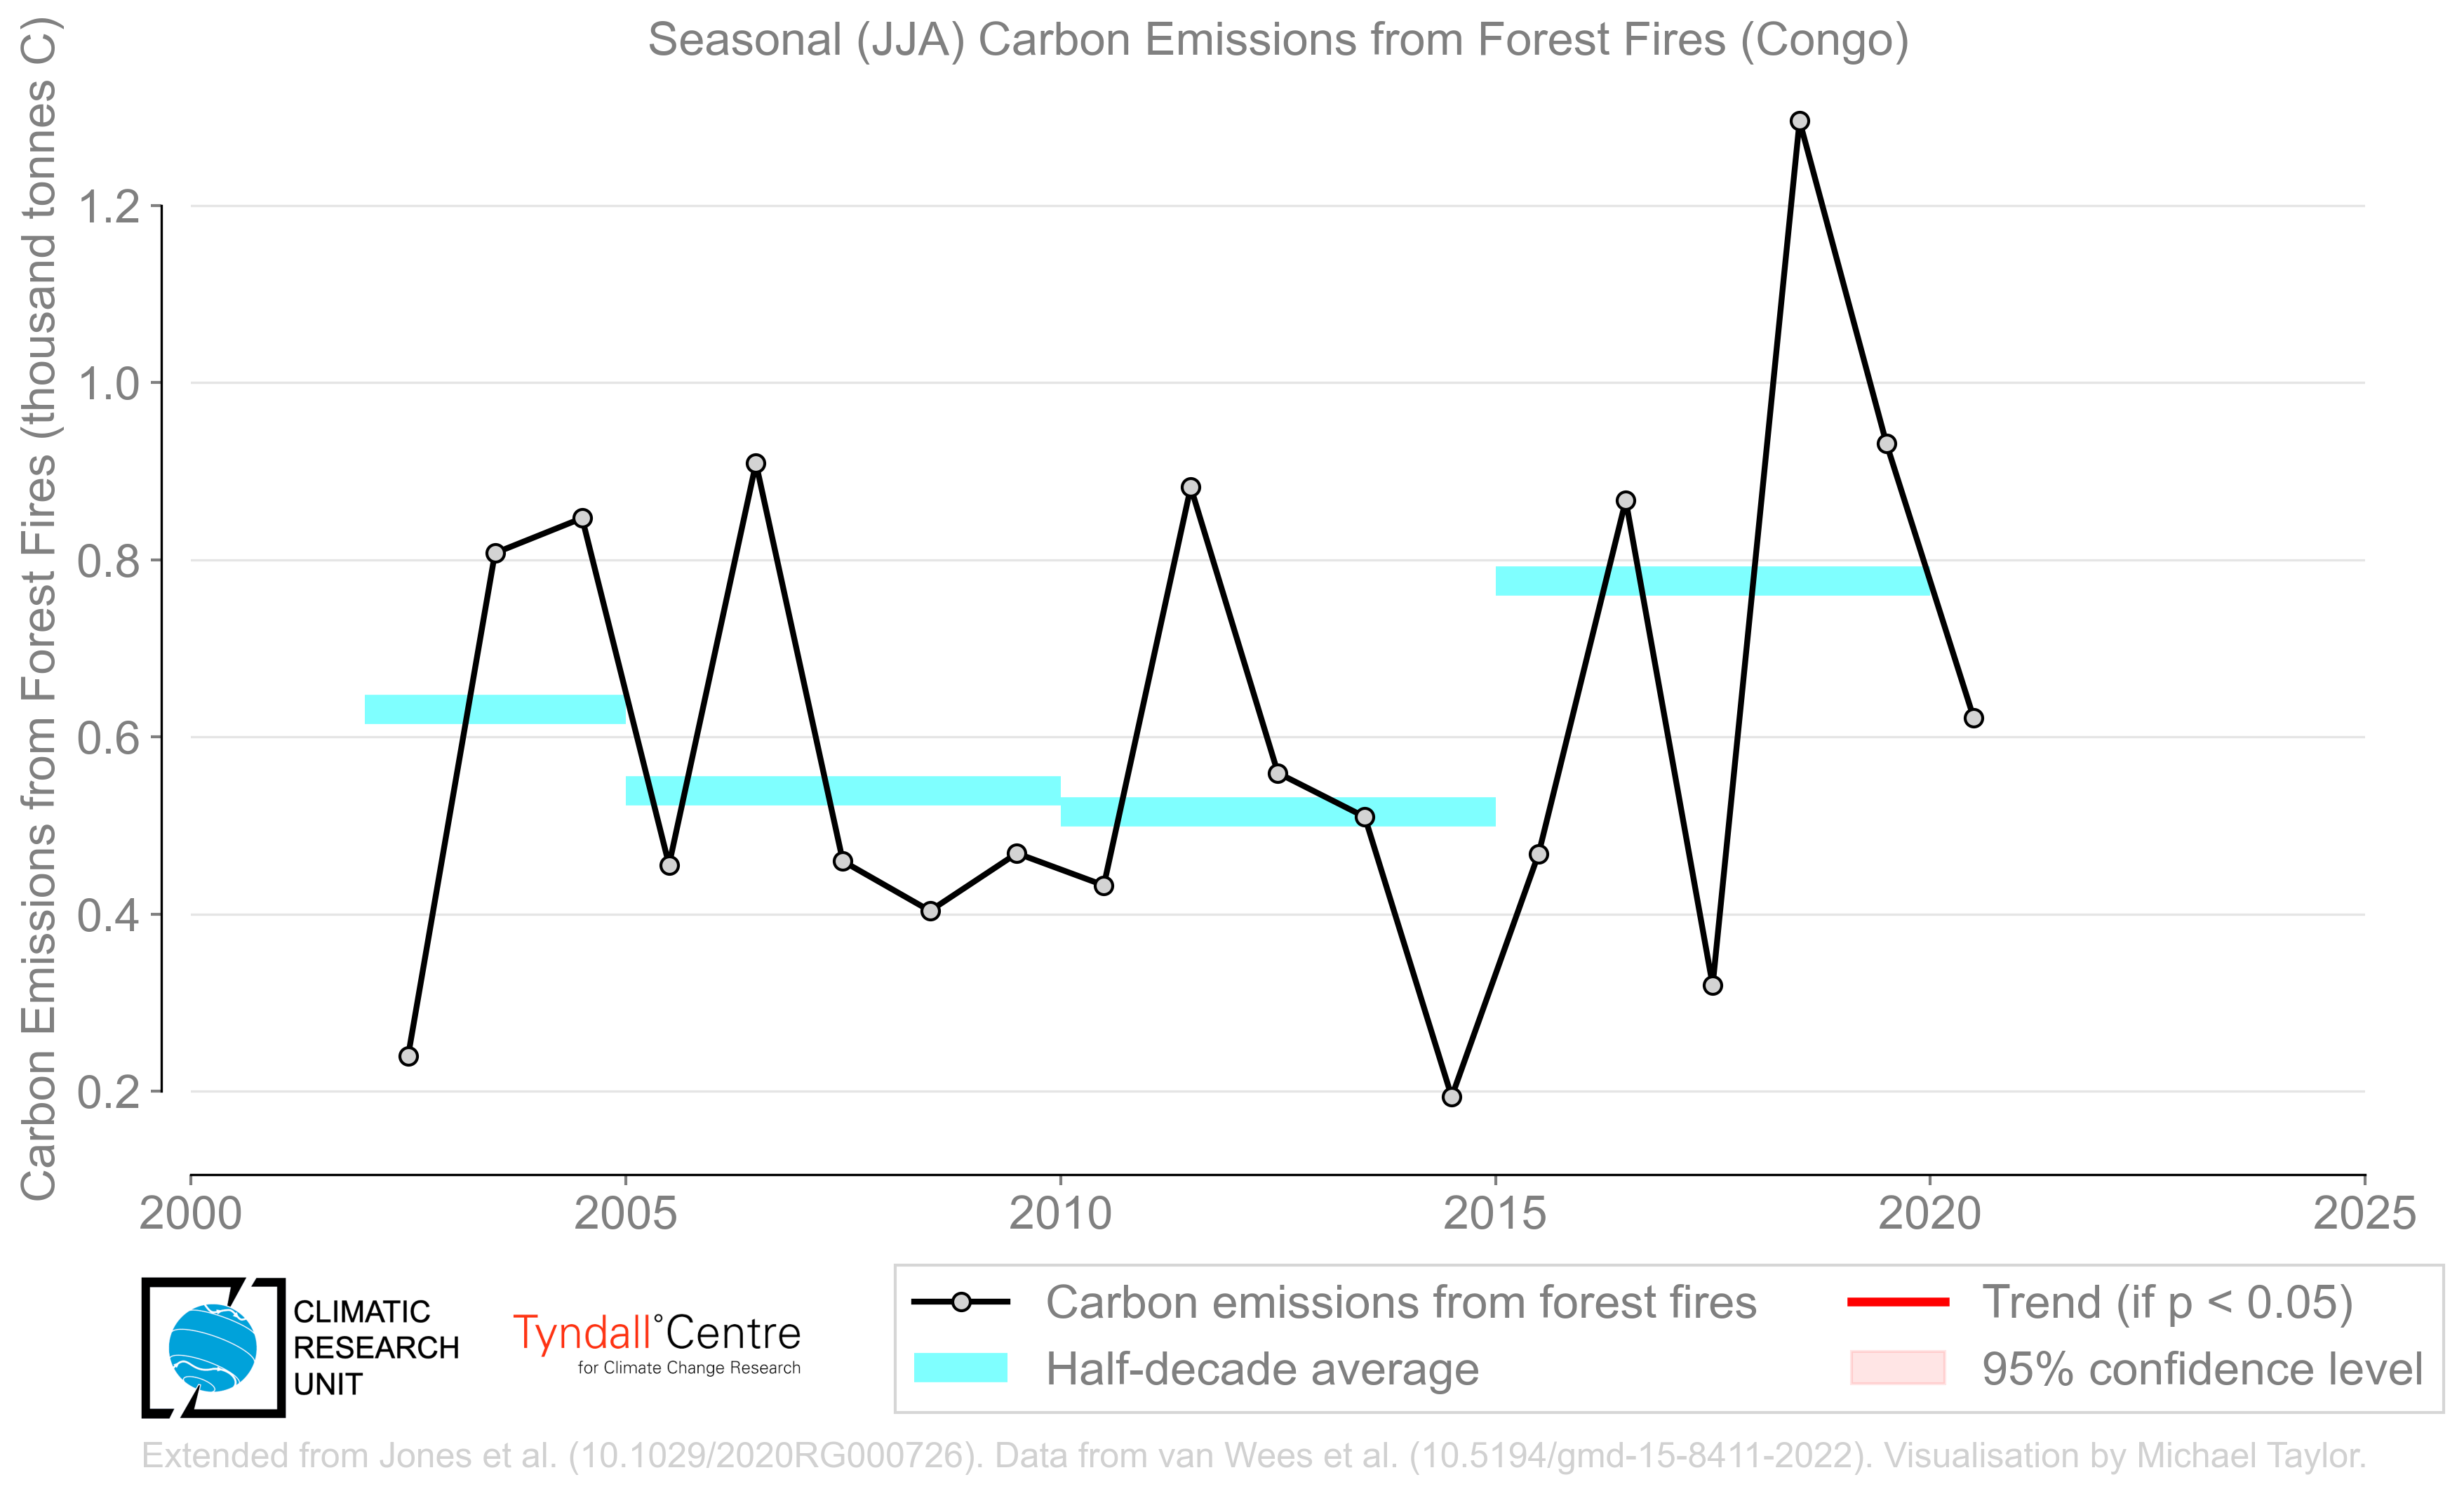 Seasonal (JJA) Carbon Emissions from Forest Fires (Congo)
Carbon Emissions from Forest Fires (thousand tonnes C)
1.2
1.0
0.8
0.6
0.4
0.2
2000 2005 2010 2015 2020 2025
CLIMATIC
RESEARCH
UNIT
Tyndall°Centre
for Climate Change Research
Carbon emissions from forest fires
Half-decade average
Trend (if p < 0.05)
95% confidence level
Extended from Jones et al. (10.1029/2020RG000726). Data from van Wees et al. (10.5194/gmd-15-8411-2022). Visualisation by Michael Taylor.